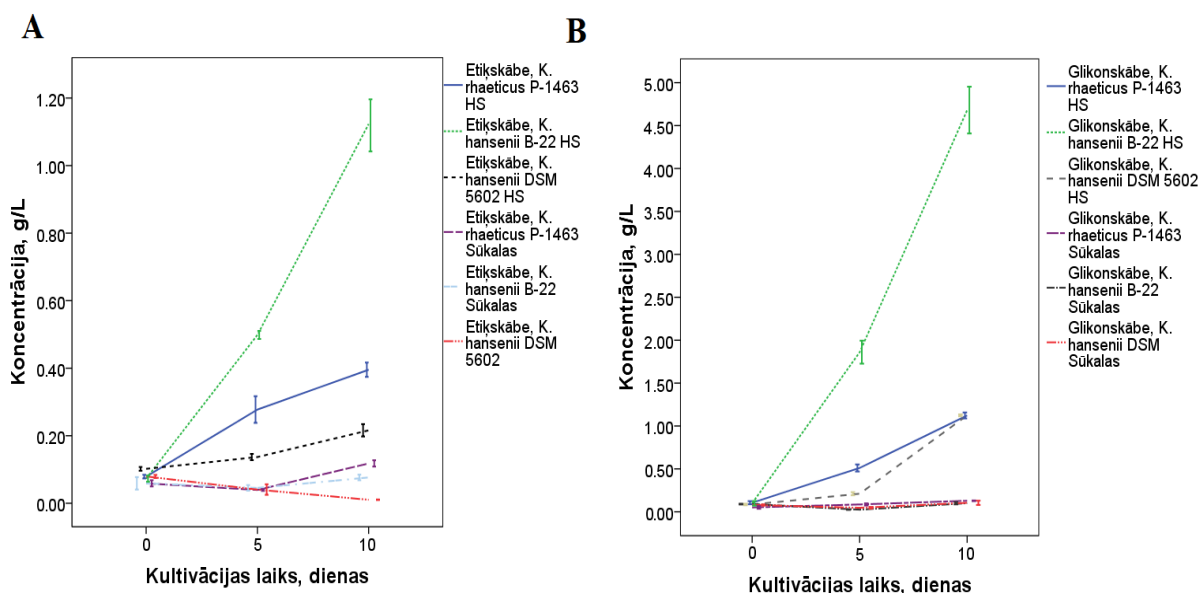 A
Koncentrācija, g/L
1.20
1.00
0.80
0.60
0.40
0.20
0.00
0
5
10
Kultivācijas laiks, dienas
Etiķskābe, K.
rhaeticus P-1463
HS
Etiķskābe, K.
hansenii B-22 HS
Etiķskābe, K.
hansenii DSM
5602 HS
Etiķskābe, K.
rhaeticus P-1463
Sūkalas
Etiķskābe, K.
hansenii B-22
Sūkalas
Etiķskābe, K.
hansenii DSM
5602
B
Koncentrācija, g/L
5.00
4.50
4.00
3.50
3.00
2.50
2.00
1.50
1.00
0.50
0.00
0
5
10
Kultivācijas laiks, dienas
Glikonskābe, K.
rhaeticus P-1463
HS
Glikonskābe, K.
hansenii B-22 HS
Glikonskābe, K.
hansenii DSM 5602
HS
Glikonskābe, K.
rhaeticus P-1463
Sūkalas
Glikonskābe, K.
hansenii B-22
Sūkalas
Glikonskābe, K.
hansenii DSM
Sūkalas